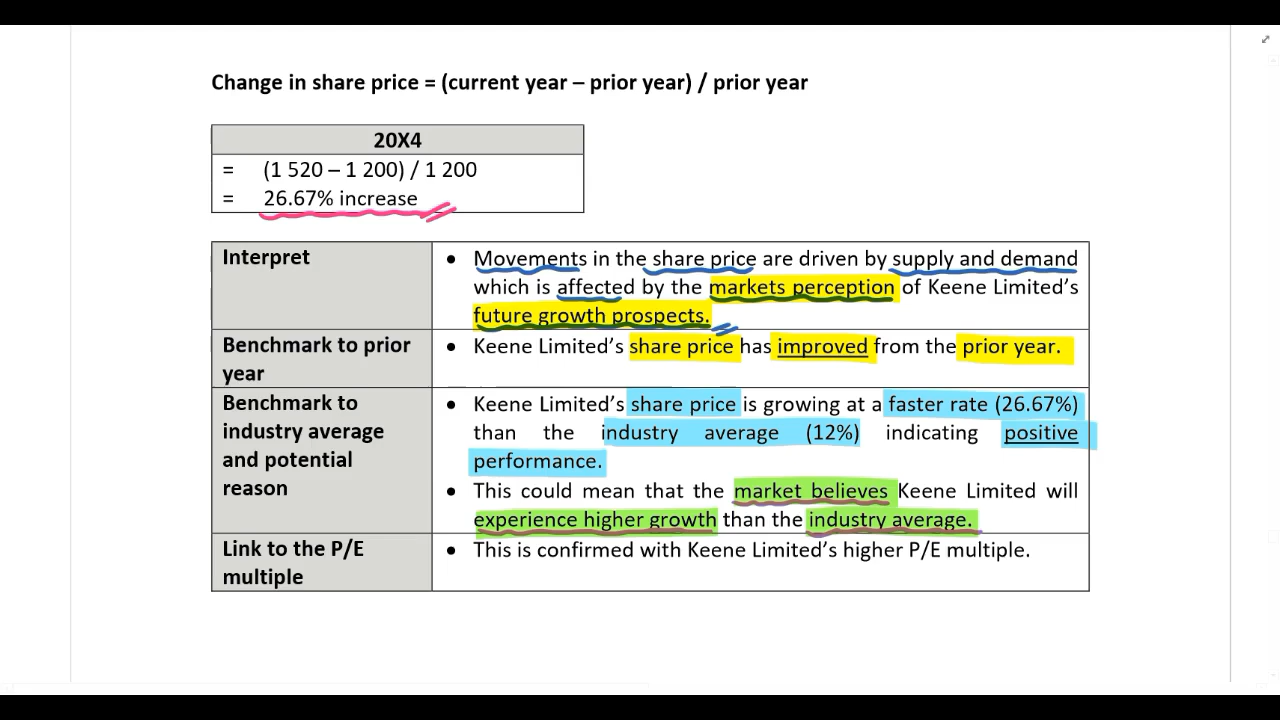 Change in share price = (current year – prior year) / prior year
20X4
= (1 520 – 1 200) / 1 200
= 26.67% increase
Interpret
• Movements in the share price are driven by supply and demand
which is affected by the markets perception of Keene Limited's
future growth prospects.
Benchmark to prior
year
• Keene Limited's share price has improved from the prior year.
Benchmark to
industry average
and potential
reason
• Keene Limited's share price is growing at a faster rate (26.67%)
than the industry average (12%) indicating positive
performance.
• This could mean that the market believes Keene Limited will
experience higher growth than the industry average.
Link to the P/E
multiple
• This is confirmed with Keene Limited's higher P/E multiple.